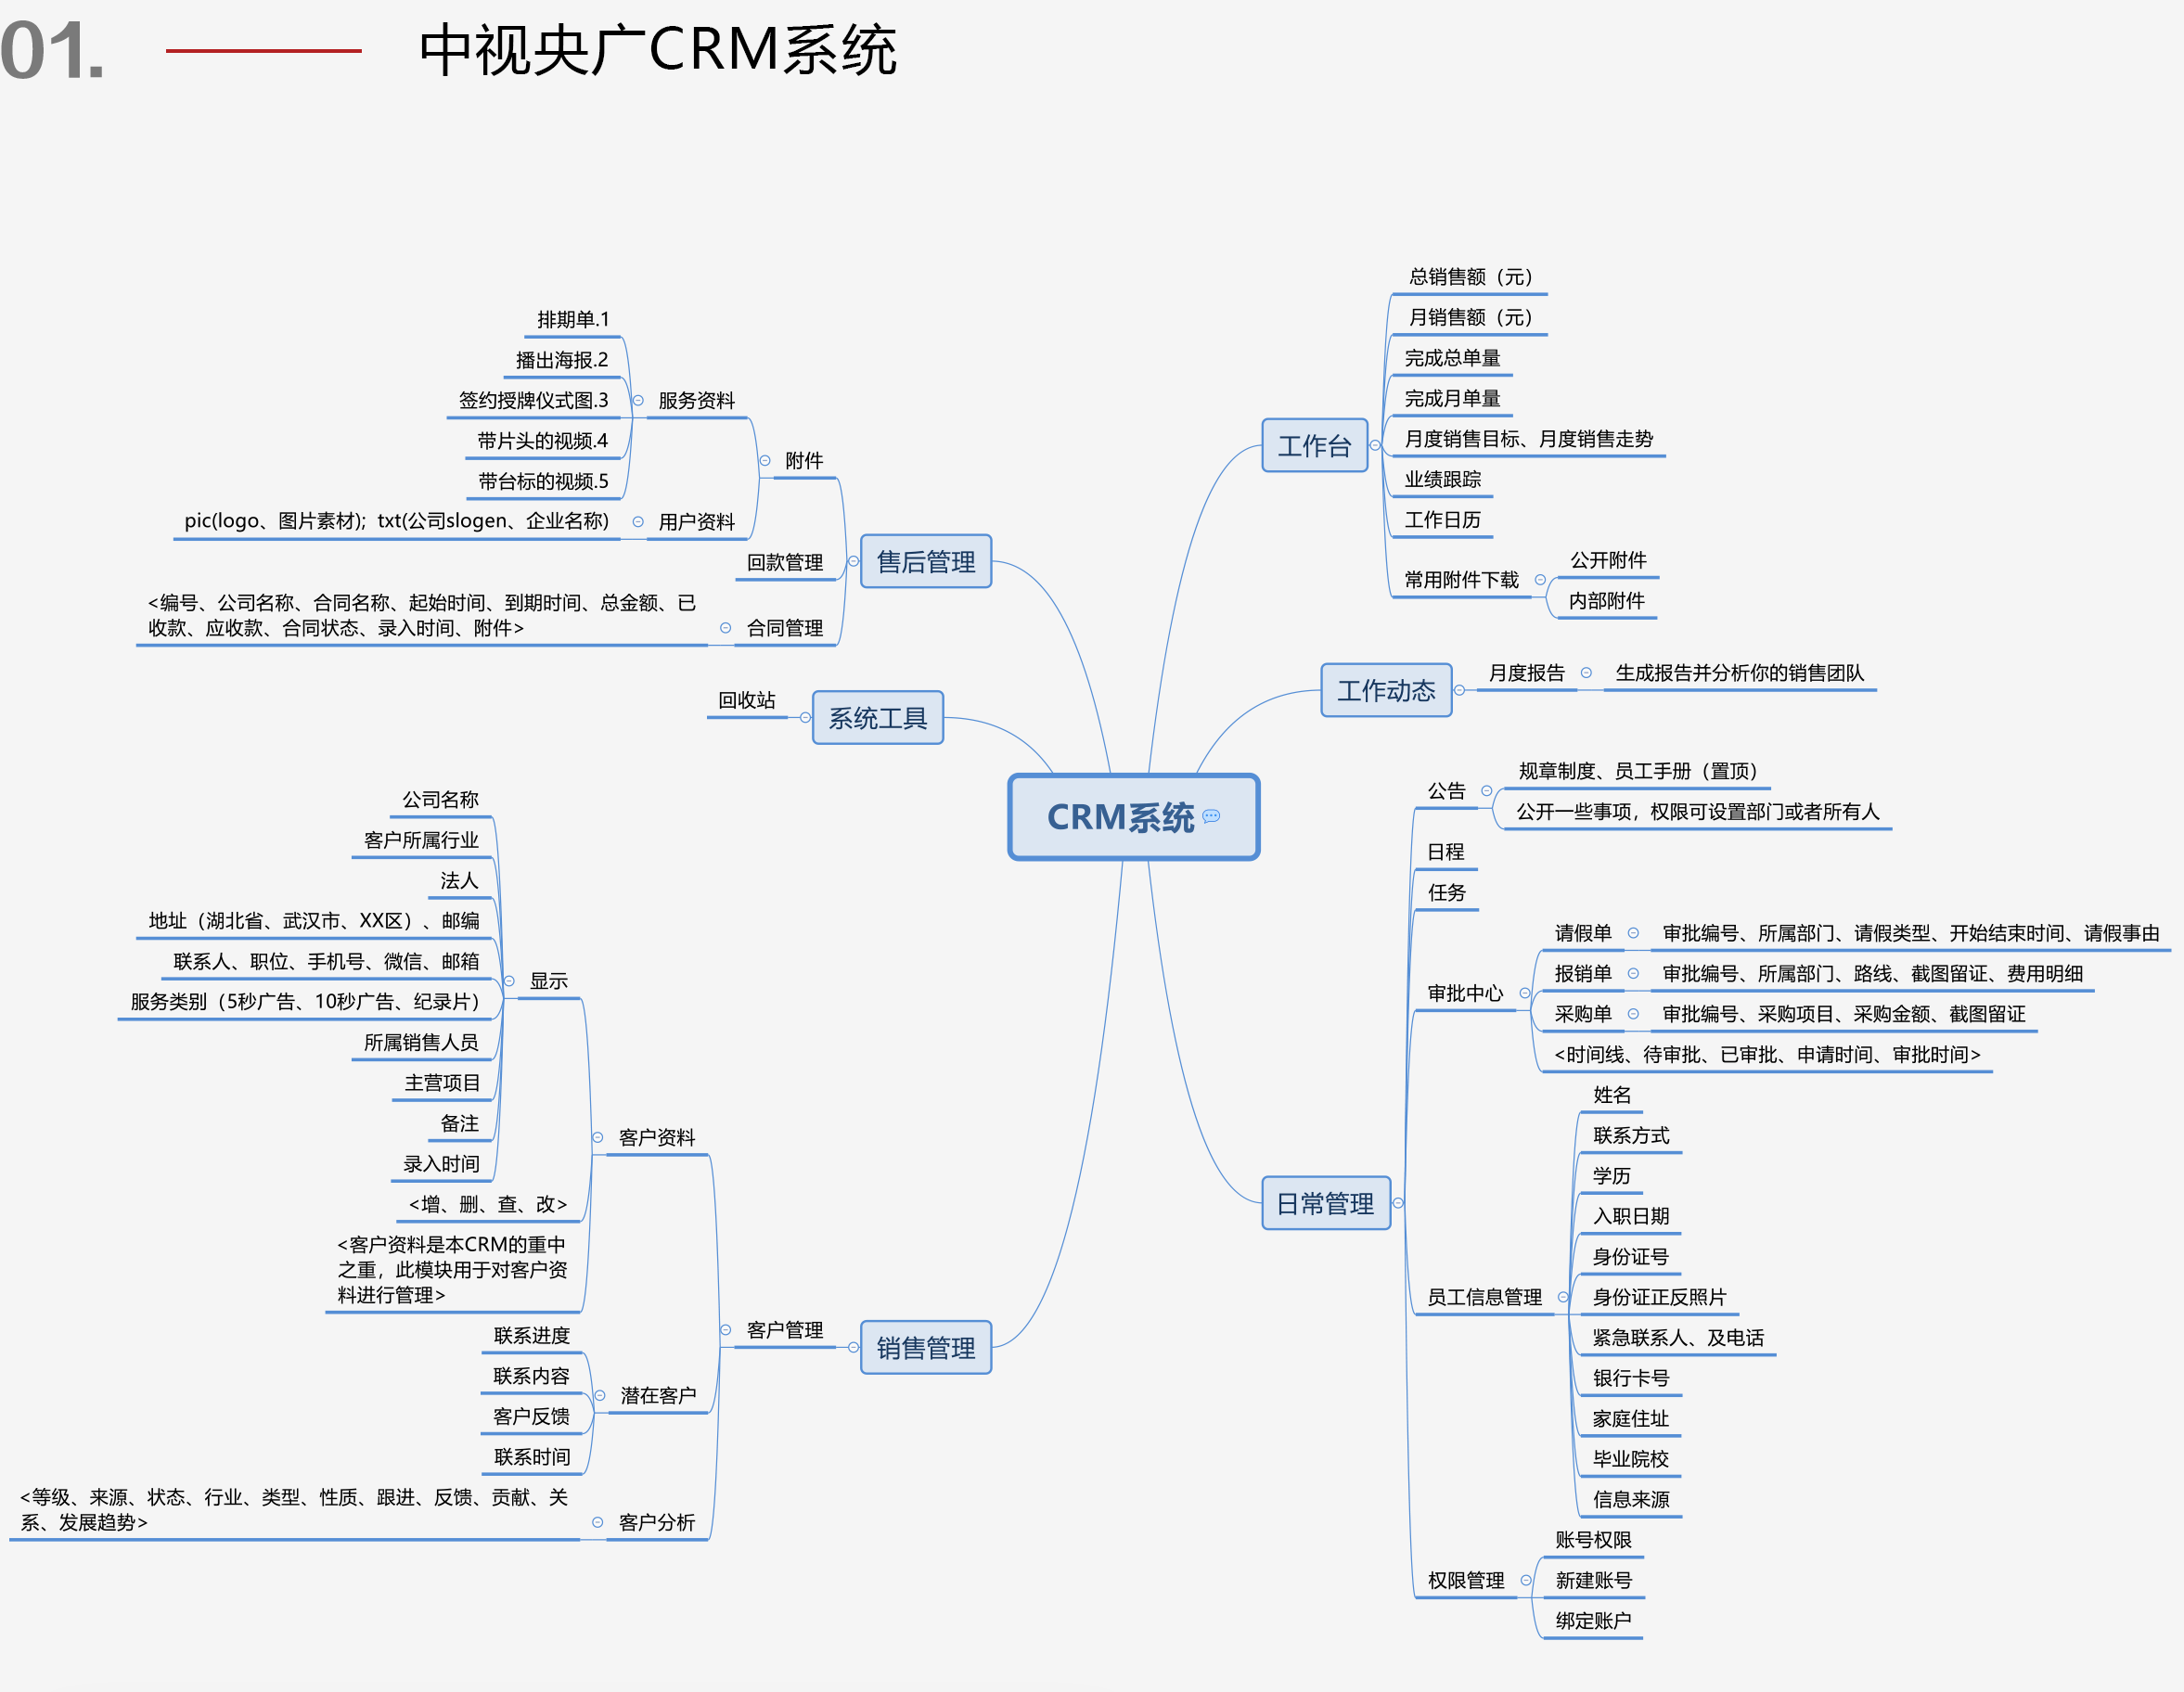 01.
中视央广CRM系统
CRM系统
工作台
总销售额（元）
月销售额（元）
完成总单量
完成月单量
月度销售目标、月度销售走势
业绩跟踪
工作日历
常用附件下载
公开附件
内部附件
工作动态
月度报告
生成报告并分析你的销售团队
日常管理
公告
规章制度、员工手册（置顶）
公开一些事项，权限可设置部门或者所有人
日程
任务
审批中心
请假单
审批编号、所属部门、请假类型、开始结束时间、请假事由
报销单
审批编号、所属部门、路线、截图留证、费用明细
采购单
审批编号、采购项目、采购金额、截图留证
<时间线、待审批、已审批、申请时间、审批时间>
员工信息管理
姓名
联系方式
学历
入职日期
身份证号
身份证正反照片
紧急联系人、及电话
银行卡号
家庭住址
毕业院校
信息来源
权限管理
账号权限
新建账号
绑定账户
售后管理
附件
服务资料
排期单.1
播出海报.2
签约授牌仪式图.3
带片头的视频.4
带台标的视频.5
用户资料
pic(logo、图片素材);  txt(公司slogen、企业名称)
回款管理
合同管理
<编号、公司名称、合同名称、起始时间、到期时间、总金额、已
收款、应收款、合同状态、录入时间、附件>
系统工具
回收站
销售管理
客户管理
客户资料
显示
公司名称
客户所属行业
法人
地址（湖北省、武汉市、XX区）、邮编
联系人、职位、手机号、微信、邮箱
服务类别（5秒广告、10秒广告、纪录片）
所属销售人员
主营项目
备注
录入时间
<增、删、查、改>
<客户资料是本CRM的重中
之重，此模块用于对客户资
料进行管理>
潜在客户
联系进度
联系内容
客户反馈
联系时间
客户分析
<等级、来源、状态、行业、类型、性质、跟进、反馈、贡献、关
系、发展趋势>